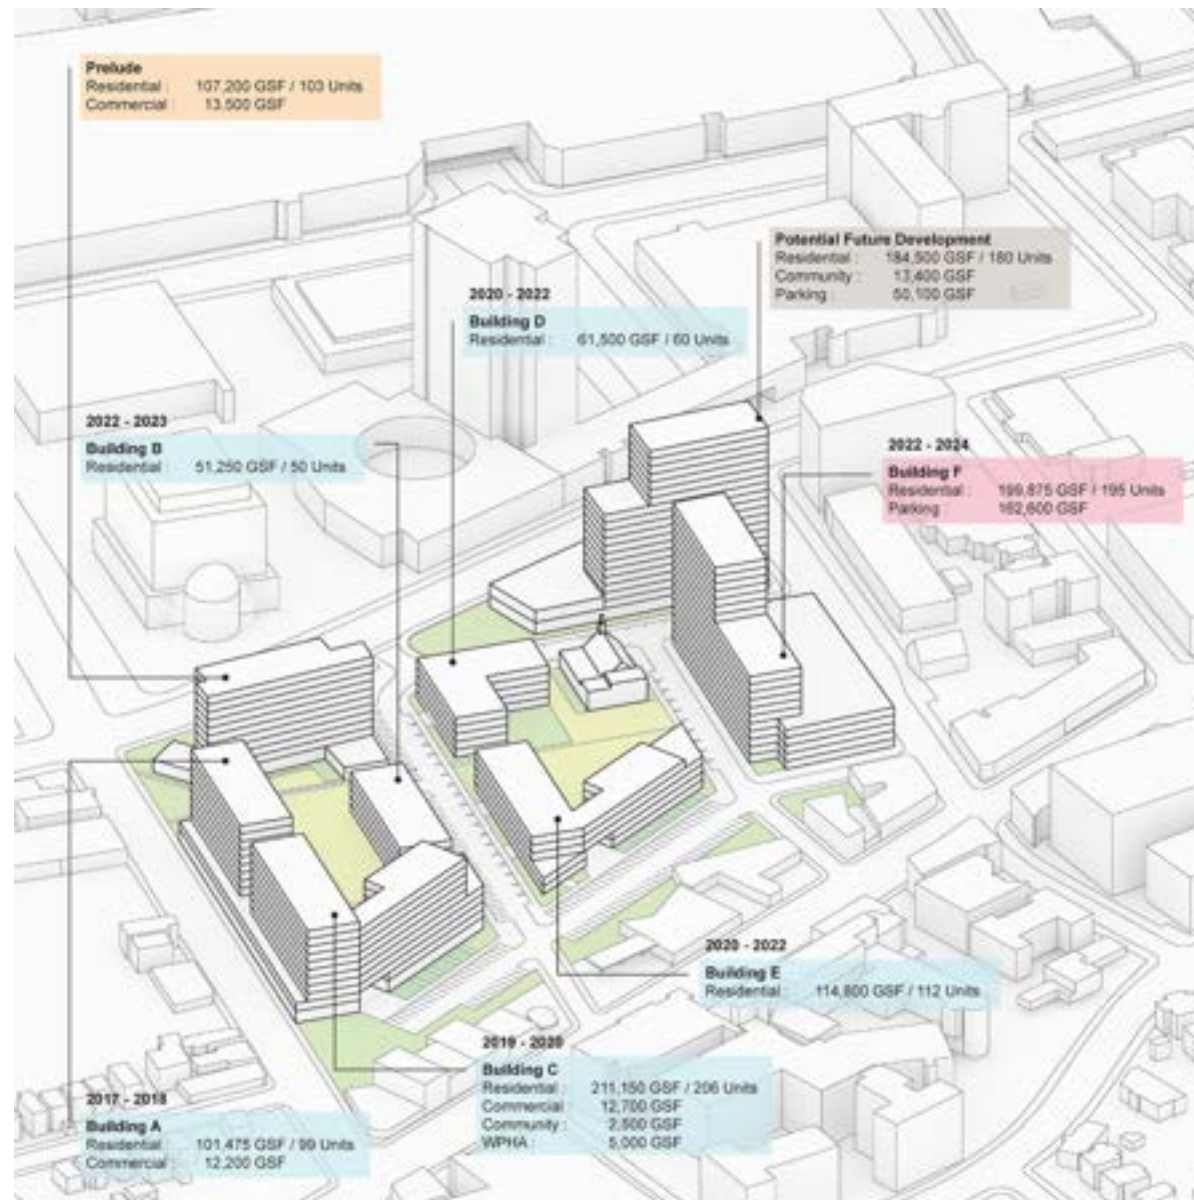 Prelude
Residential : 107,200 GSF / 103 Units
Commercial : 13,500 GSF
Potential Future Development
Residential : 184,500 GSF / 180 Units
Community : 13,400 GSF
Parking : 50,100 GSF
2020 - 2022
Building D
Residential : 61,500 GSF / 60 Units
2022 - 2023
Building B
Residential : 51,250 GSF / 50 Units
2022 - 2024
Building F
Residential : 199,875 GSF / 195 Units
Parking : 162,600 GSF
2020 - 2022
Building E
Residential : 114,800 GSF / 112 Units
2019 - 2020
Building C
Residential : 211,150 GSF / 206 Units
Commercial : 12,700 GSF
Community : 2,500 GSF
WPHA : 5,000 GSF
2017 - 2018
Building A
Residential : 101,475 GSF / 99 Units
Commercial : 12,200 GSF